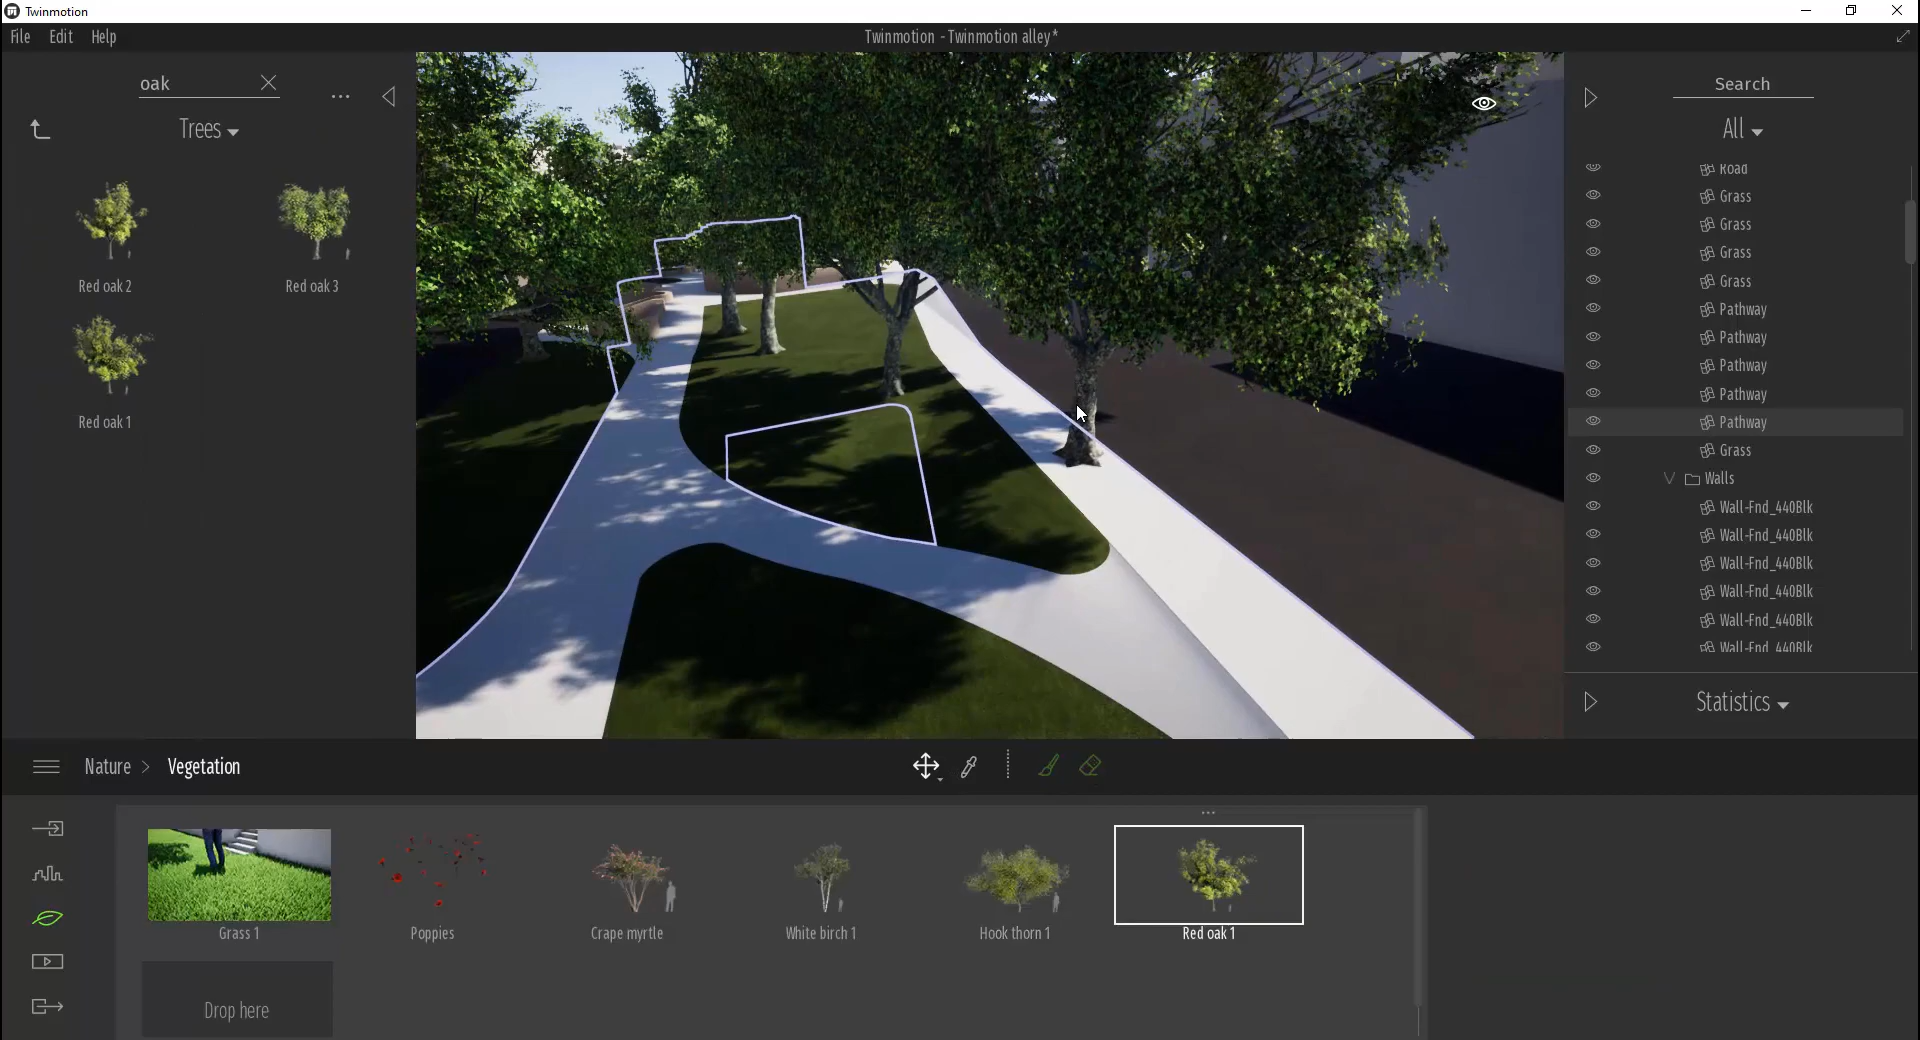 Twinmotion
File Edit Help
Twinmotion - Twinmotion alley*
oak
...
Trees
Red oak 2
Red oak 3
Red oak 1
Search
All
Road
Grass
Grass
Grass
Grass
Pathway
Pathway
Pathway
Pathway
Pathway
Grass
Walls
Wall-Fnd_440Blk
Wall-Fnd_440Blk
Wall-Fnd_440Blk
Wall-Fnd_440Blk
Wall-Fnd_440Blk
Wall-Fnd_440Blk
Statistics
Nature > Vegetation
...
Grass 1
Poppies
Crape myrtle
White birch 1
Hook thorn 1
Red oak 1
Drop here